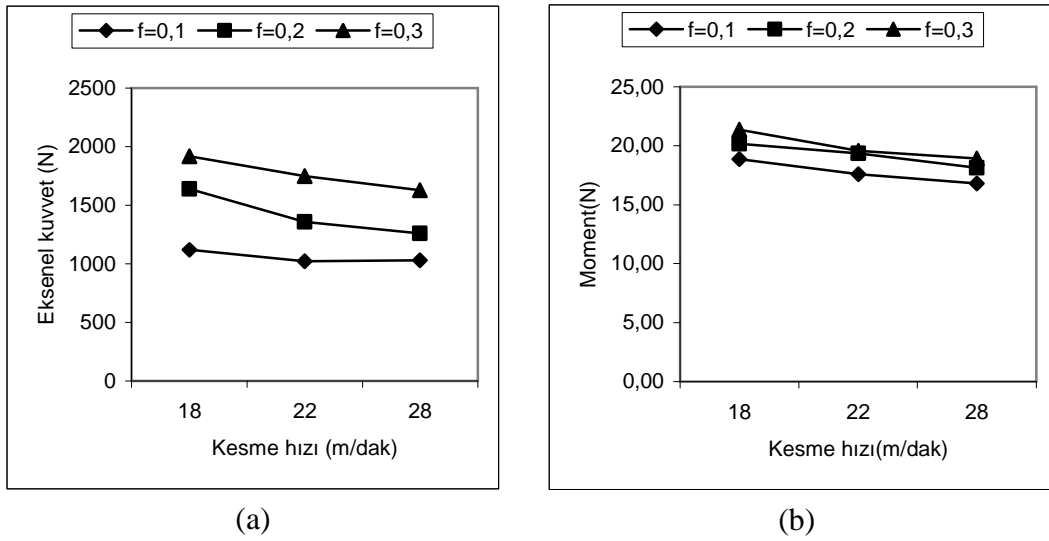 f=0,1 f=0,2 f=0,3
2500
2000
1500
1000
500
0
Eksenel kuvvet (N)
18 22 28
Kesme hızı (m/dak)
(a)
f=0,1 f=0,2 f=0,3
25,00
20,00
15,00
10,00
5,00
0,00
Moment(N)
18 22 28
Kesme hızı(m/dak)
(b)